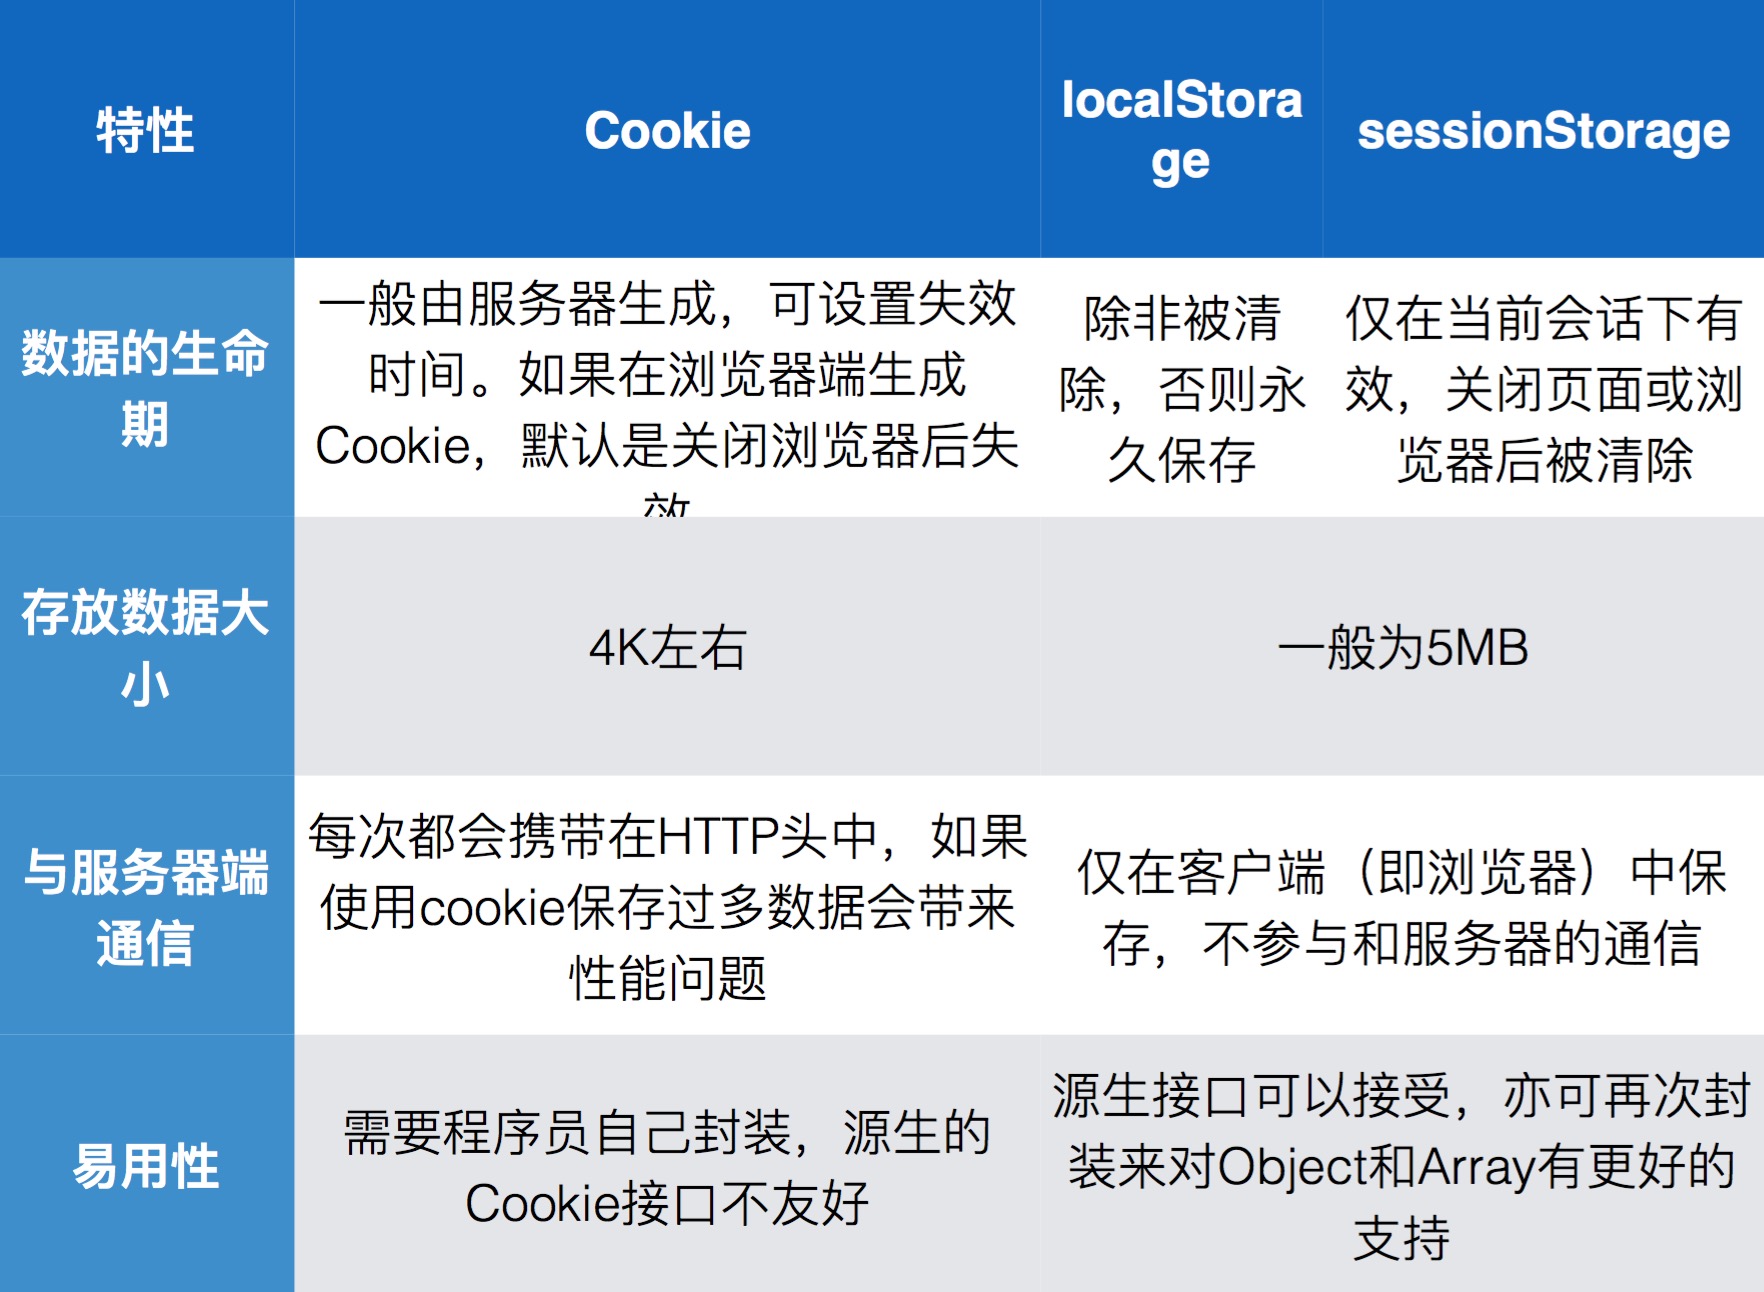 特性
Cookie
localStora
ge
sessionStorage
数据的生命
期
一般由服务器生成，可设置失效
时间。如果在浏览器端生成
Cookie，默认是关闭浏览器后失
效
除非被清
除，否则永
久保存
仅在当前会话下有
效，关闭页面或浏
览器后被清除
存放数据大
小
4K左右
一般为5MB
与服务器端
通信
每次都会携带在HTTP头中，如果
使用cookie保存过多数据会带来
性能问题
仅在客户端（即浏览器）中保
存，不参与和服务器的通信
易用性
需要程序员自己封装，源生的
Cookie接口不友好
源生接口可以接受，亦可再次封
装来对Object和Array有更好的
支持